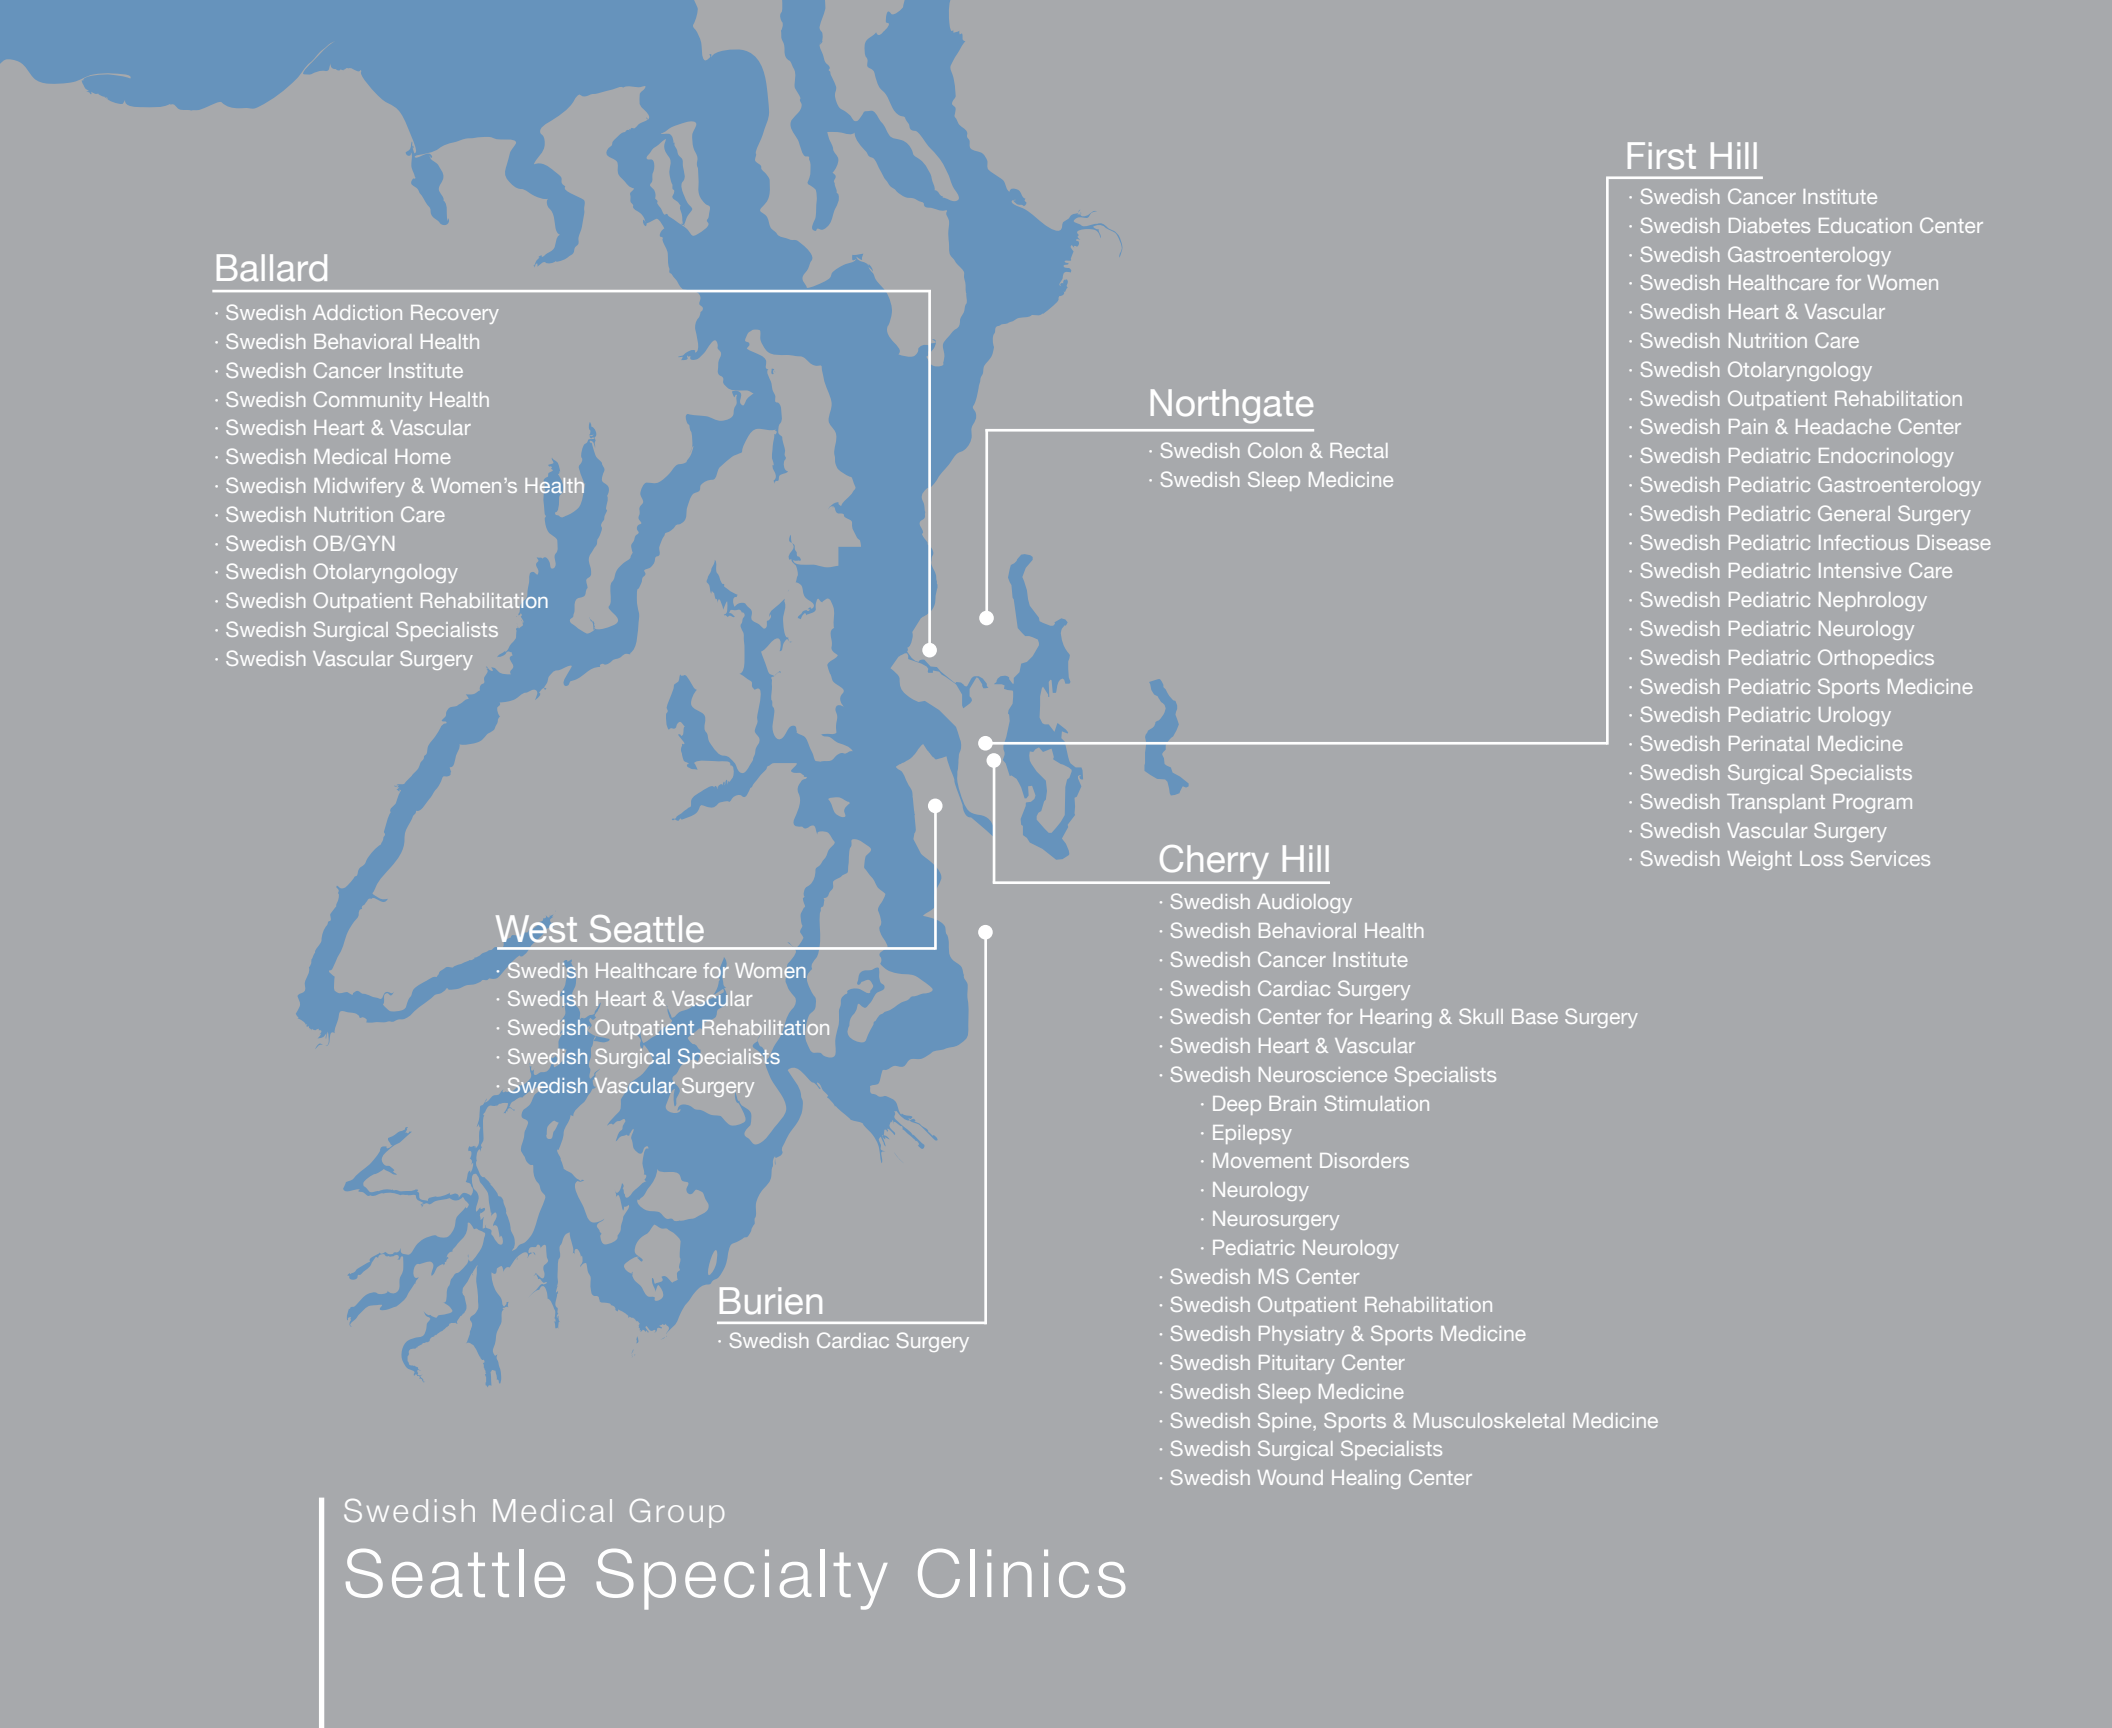 First Hill
· Swedish Cancer Institute
· Swedish Diabetes Education Center
· Swedish Gastroenterology
· Swedish Healthcare for Women
· Swedish Heart & Vascular
· Swedish Nutrition Care
· Swedish Otolaryngology
· Swedish Outpatient Rehabilitation
· Swedish Pain & Headache Center
· Swedish Pediatric Endocrinology
· Swedish Pediatric Gastroenterology
· Swedish Pediatric General Surgery
· Swedish Pediatric Infectious Disease
· Swedish Pediatric Intensive Care
· Swedish Pediatric Nephrology
· Swedish Pediatric Neurology
· Swedish Pediatric Orthopedics
· Swedish Pediatric Sports Medicine
· Swedish Pediatric Urology
· Swedish Perinatal Medicine
· Swedish Surgical Specialists
· Swedish Transplant Program
· Swedish Vascular Surgery
· Swedish Weight Loss Services
Ballard
· Swedish Addiction Recovery
· Swedish Behavioral Health
· Swedish Cancer Institute
· Swedish Community Health
· Swedish Heart & Vascular
· Swedish Medical Home
· Swedish Midwifery & Women's Health
· Swedish Nutrition Care
· Swedish OB/GYN
· Swedish Otolaryngology
· Swedish Outpatient Rehabilitation
· Swedish Surgical Specialists
· Swedish Vascular Surgery
Northgate
· Swedish Colon & Rectal
· Swedish Sleep Medicine
Cherry Hill
· Swedish Audiology
· Swedish Behavioral Health
· Swedish Cancer Institute
· Swedish Cardiac Surgery
· Swedish Center for Hearing & Skull Base Surgery
· Swedish Heart & Vascular
· Swedish Neuroscience Specialists
· Deep Brain Stimulation
· Epilepsy
· Movement Disorders
· Neurology
· Neurosurgery
· Pediatric Neurology
· Swedish MS Center
· Swedish Outpatient Rehabilitation
· Swedish Physiatry & Sports Medicine
· Swedish Pituitary Center
· Swedish Sleep Medicine
· Swedish Spine, Sports & Musculoskeletal Medicine
· Swedish Surgical Specialists
· Swedish Wound Healing Center
West Seattle
· Swedish Healthcare for Women
· Swedish Heart & Vascular
· Swedish Outpatient Rehabilitation
· Swedish Surgical Specialists
· Swedish Vascular Surgery
Burien
· Swedish Cardiac Surgery
Swedish Medical Group
Seattle Specialty Clinics